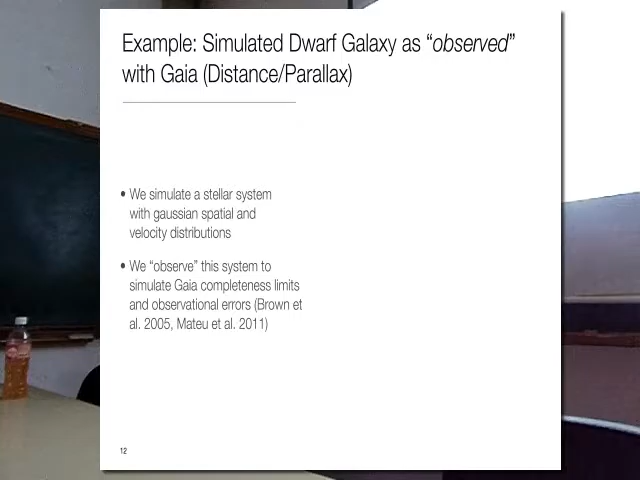 Example: Simulated Dwarf Galaxy as “observed”
with Gaia (Distance/Parallax)
• We simulate a stellar system
with gaussian spatial and
velocity distributions
• We “observe” this system to
simulate Gaia completeness limits
and observational errors (Brown et
al. 2005, Mateu et al. 2011)
12